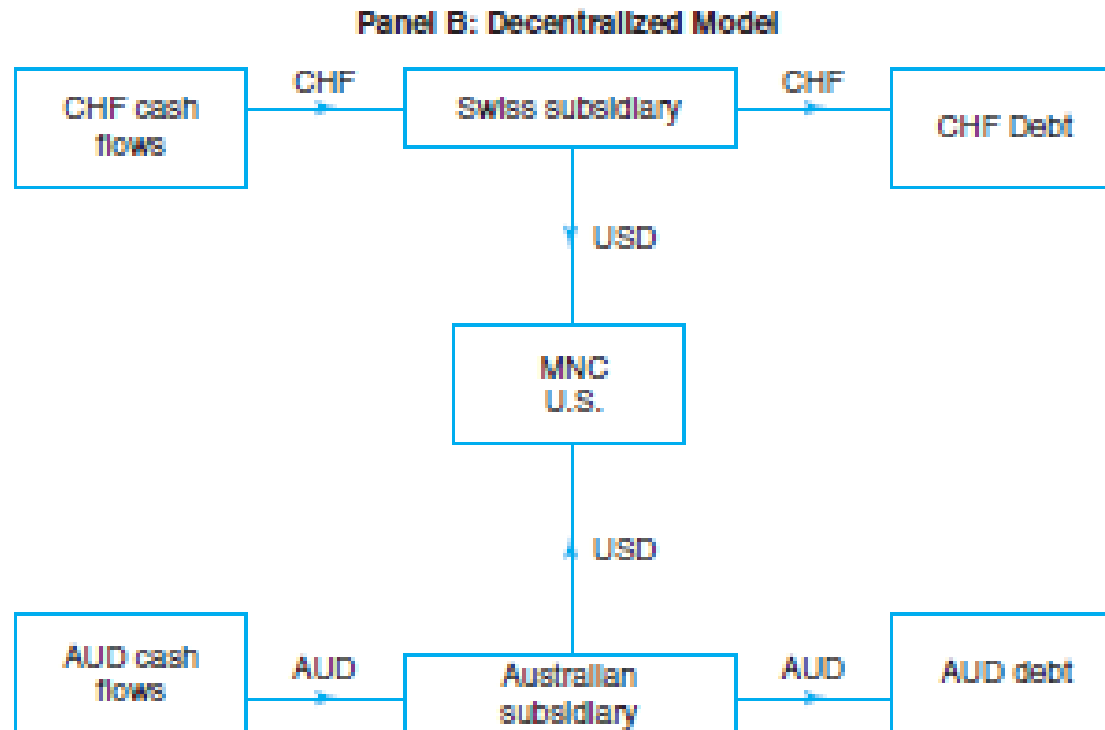 Panel B: Decentralized Model
CHF cash
flows
CHF
Swiss subsidiary
CHF
CHF Debt
USD
MNC
U.S.
USD
AUD cash
flows
AUD
Australian
subsidiary
AUD
AUD debt